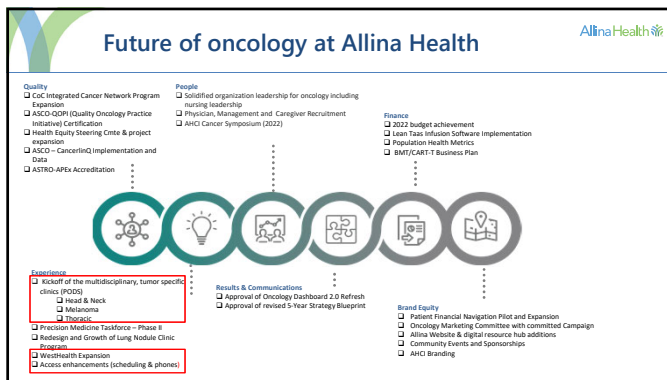 Future of oncology at Allina Health
Allina Health
Quality
CoC Integrated Cancer Network Program
Expansion
ASCO-QOPI (Quality Oncology Practice
Initiative) Certification
Health Equity Steering Cmte & project
expansion
ASCO – CancerlinQ Implementation and
Data
ASTRO-APEx Accreditation
People
Solidified organization leadership for oncology including
nursing leadership
Physician, Management and Caregiver Recruitment
AHCI Cancer Symposium (2022)
Finance
2022 budget achievement
Lean Taas Infusion Software Implementation
Population Health Metrics
BMT/CART-T Business Plan
Experience
Kickoff of the multidisciplinary, tumor specific
clinics (PODS)
Head & Neck
Melanoma
Thoracic
Precision Medicine Taskforce – Phase II
Redesign and Growth of Lung Nodule Clinic
Program
WestHealth Expansion
Access enhancements (scheduling & phones)
Results & Communications
Approval of Oncology Dashboard 2.0 Refresh
Approval of revised 5-Year Strategy Blueprint
Brand Equity
Patient Financial Navigation Pilot and Expansion
Oncology Marketing Committee with committed Campaign
Allina Website & digital resource hub additions
Community Events and Sponsorships
AHCI Branding